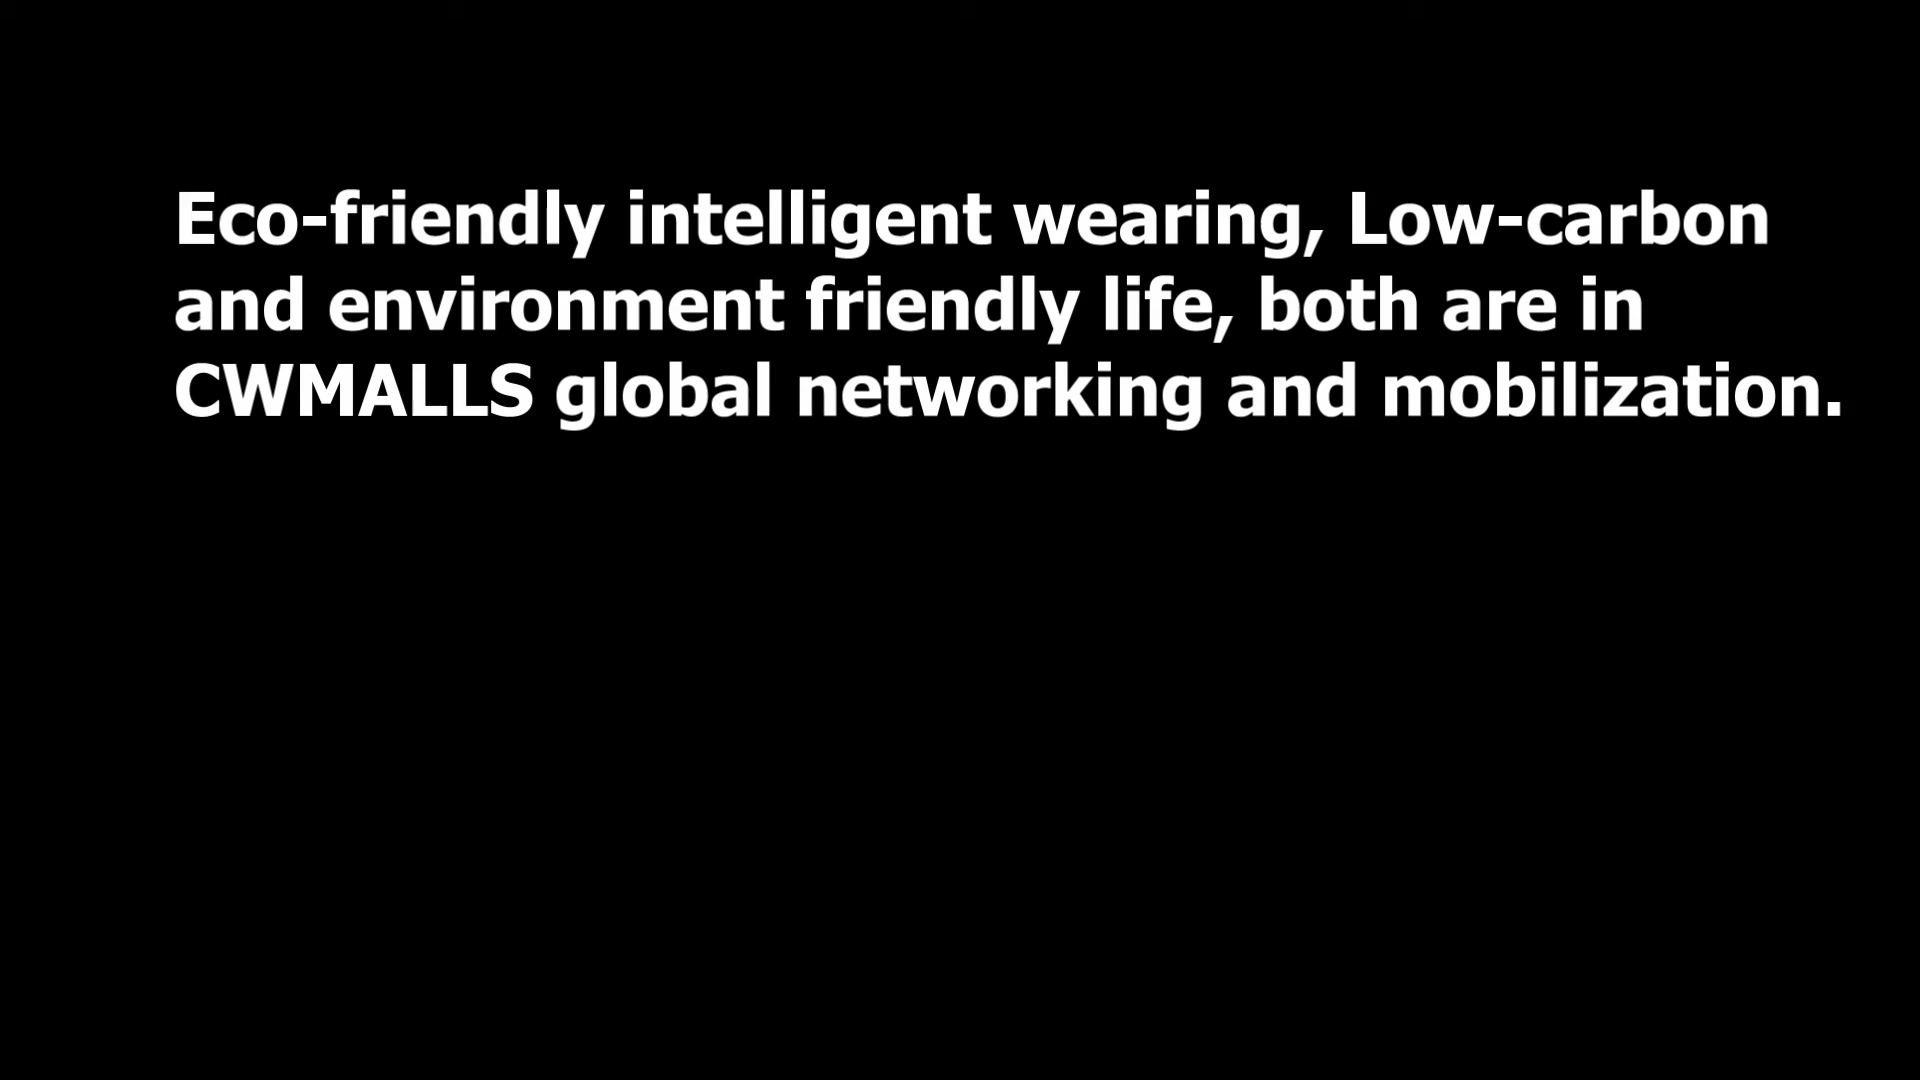 Eco-friendly intelligent wearing, Low-carbon
and environment friendly life, both are in
CWMALLS global networking and mobilization.